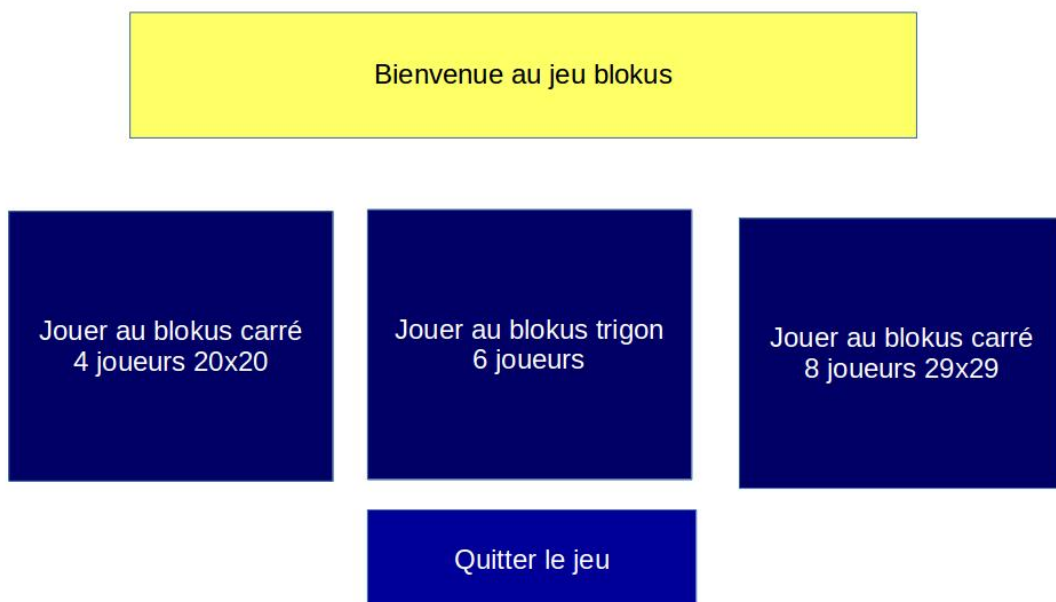 Bienvenue au jeu blokus
Jouer au blokus carré
4 joueurs 20x20
Jouer au blokus trigon
6 joueurs
Jouer au blokus carré
8 joueurs 29x29
Quitter le jeu